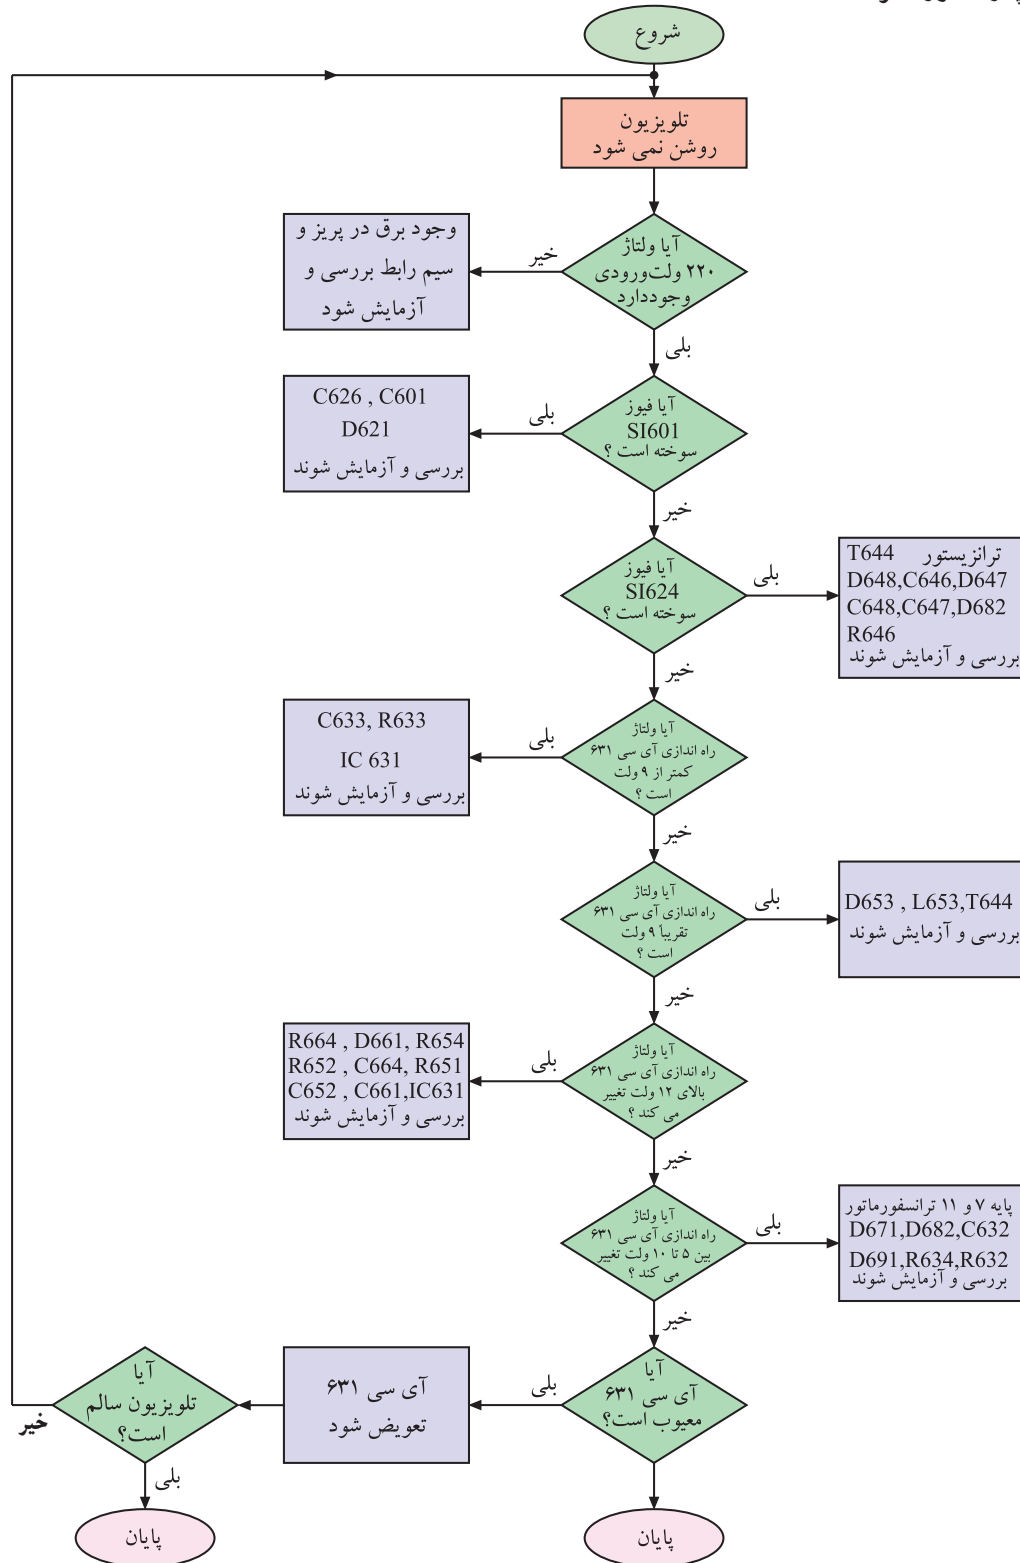 شروع
تلویزیون
روشن نمی شود
آیا ولتاژ
۲۲۰ ولت‌ورودی
وجوددارد
خیر
وجود برق در پریز و
سیم رابط بررسی و
آزمایش شود
بلی
آیا فیوز
SI601
سوخته است ؟
بلی
C626 , C601
D621
بررسی و آزمایش شوند
خیر
آیا فیوز
SI624
سوخته است ؟
بلی
ترانزیستور T644
D648,C646,D647
C648,C647,D682
R646
بررسی و آزمایش شوند
خیر
آیا ولتاژ
راه اندازی آی سی ۶۳۱
کمتر از ۹ ولت
است ؟
بلی
C633, R633
IC 631
بررسی و آزمایش شوند
خیر
آیا ولتاژ
راه اندازی آی سی ۶۳۱
تقریباً ۹ ولت
است ؟
بلی
D653 , L653,T644
بررسی و آزمایش شوند
خیر
آیا ولتاژ
راه اندازی آی سی ۶۳۱
بالای ۱۲ ولت تغییر
می کند ؟
بلی
R664 , D661, R654
R652 , C664, R651
C652 , C661,IC631
بررسی و آزمایش شوند
خیر
آیا ولتاژ
راه اندازی آی سی ۶۳۱
بین ۵ تا ۱۰ ولت تغییر
می کند ؟
بلی
پایه ۷ و ۱۱ ترانسفورماتور
D671,D682,C632
D691,R634,R632
بررسی و آزمایش شوند
خیر
آیا
آی سی ۶۳۱
معیوب است؟
بلی
آی سی ۶۳۱
تعویض شود
آیا
تلویزیون سالم
است؟
خیر
بلی
پایان
پایان